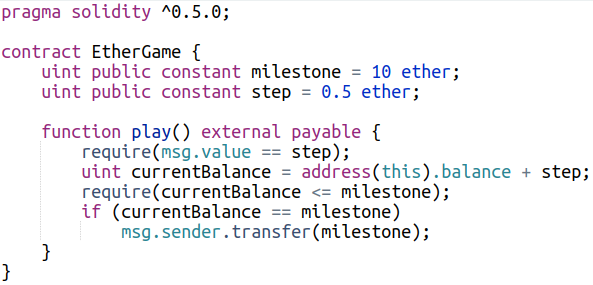 pragma solidity ^0.5.0;

contract EtherGame {
    uint public constant milestone = 10 ether;
    uint public constant step = 0.5 ether;

    function play() external payable {
        require(msg.value == step);
        uint currentBalance = address(this).balance + step;
        require(currentBalance <= milestone);
        if (currentBalance == milestone)
            msg.sender.transfer(milestone);
    }
}